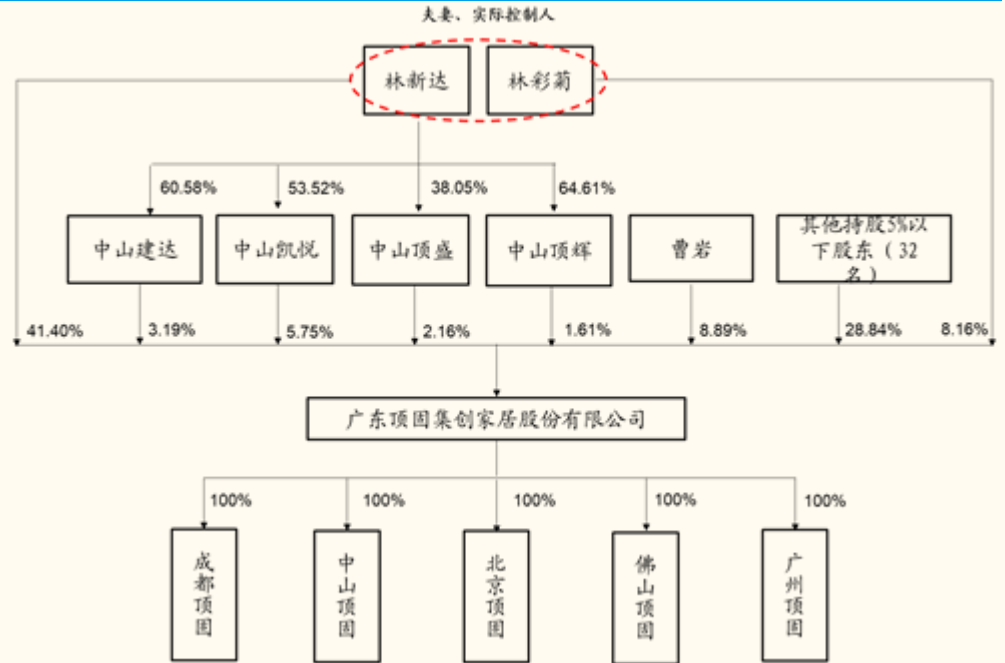 夫妻、实际控制人
林新达
林彩菊
60.58%
53.52%
38.05%
64.61%
中山建达
中山凯悦
中山顶盛
中山顶辉
曹岩
其他持股5%以
下股东（32
名）
41.40%
3.19%
5.75%
2.16%
1.61%
8.89%
28.84%
8.16%
广东顶固集创家居股份有限公司
100%
100%
100%
100%
100%
成都顶固
中山顶固
北京顶固
佛山顶固
广州顶固